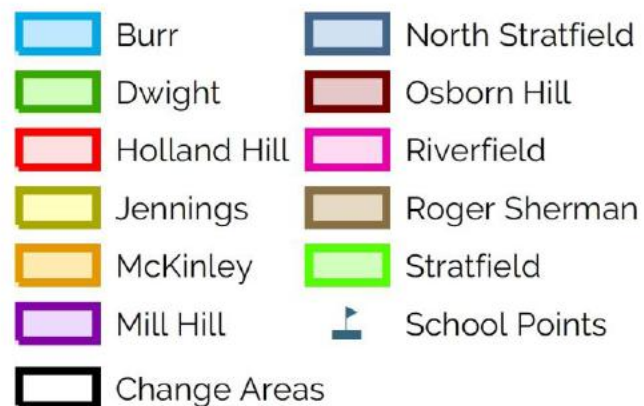 Burr
Dwight
Holland Hill
Jennings
McKinley
Mill Hill
Change Areas
North Stratfield
Osborn Hill
Riverfield
Roger Sherman
Stratfield
School Points